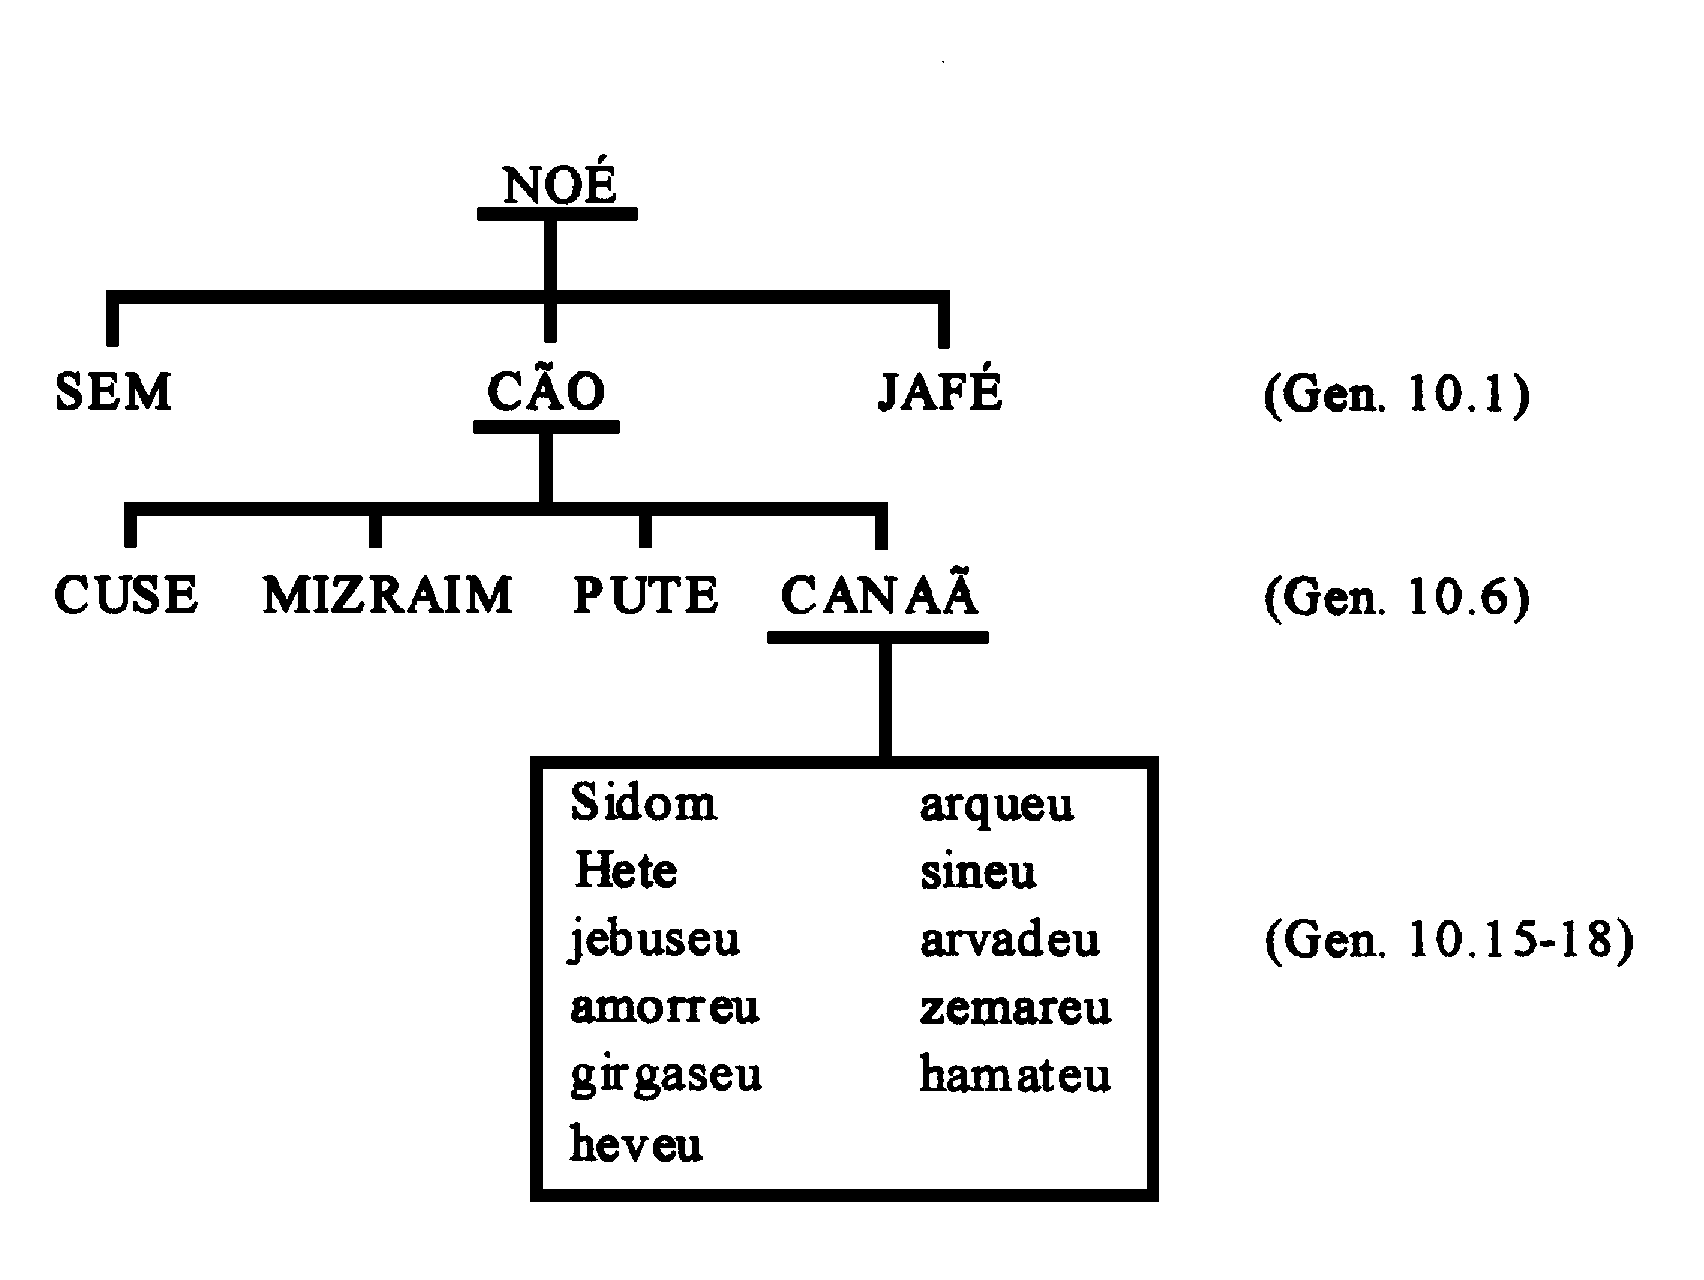 NOÉ
SEM CÃO JAFÉ (Gen. 10.1)
CUSE MIZRAIM PUTE CANAÃ (Gen. 10.6)
Sidom arqueu
Hete sineu
jebuseu arvadeu (Gen. 10.15-18)
amorreu zemareu
girgaseu hamateu
heveu